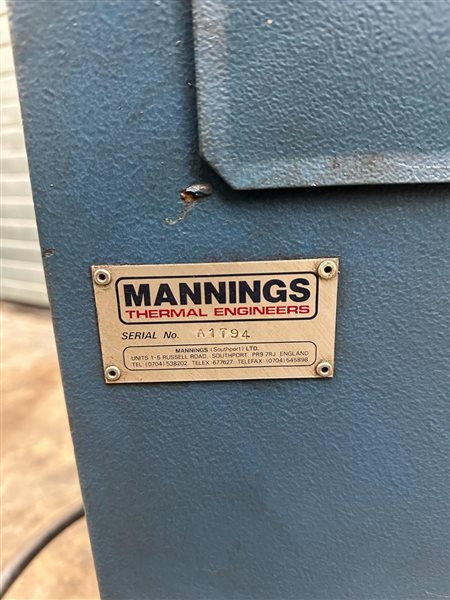 MANNINGS
THERMAL ENGINEERS
SERIAL No. A1794
MANNINGS (Southport) LTD.
UNITS 1-5 RUSSELL ROAD. SOUTHPORT. PR9 7RJ. ENGLAND
TEL: (0704) 538202. TELEX 677627. TELEFAX: (0704) 545898